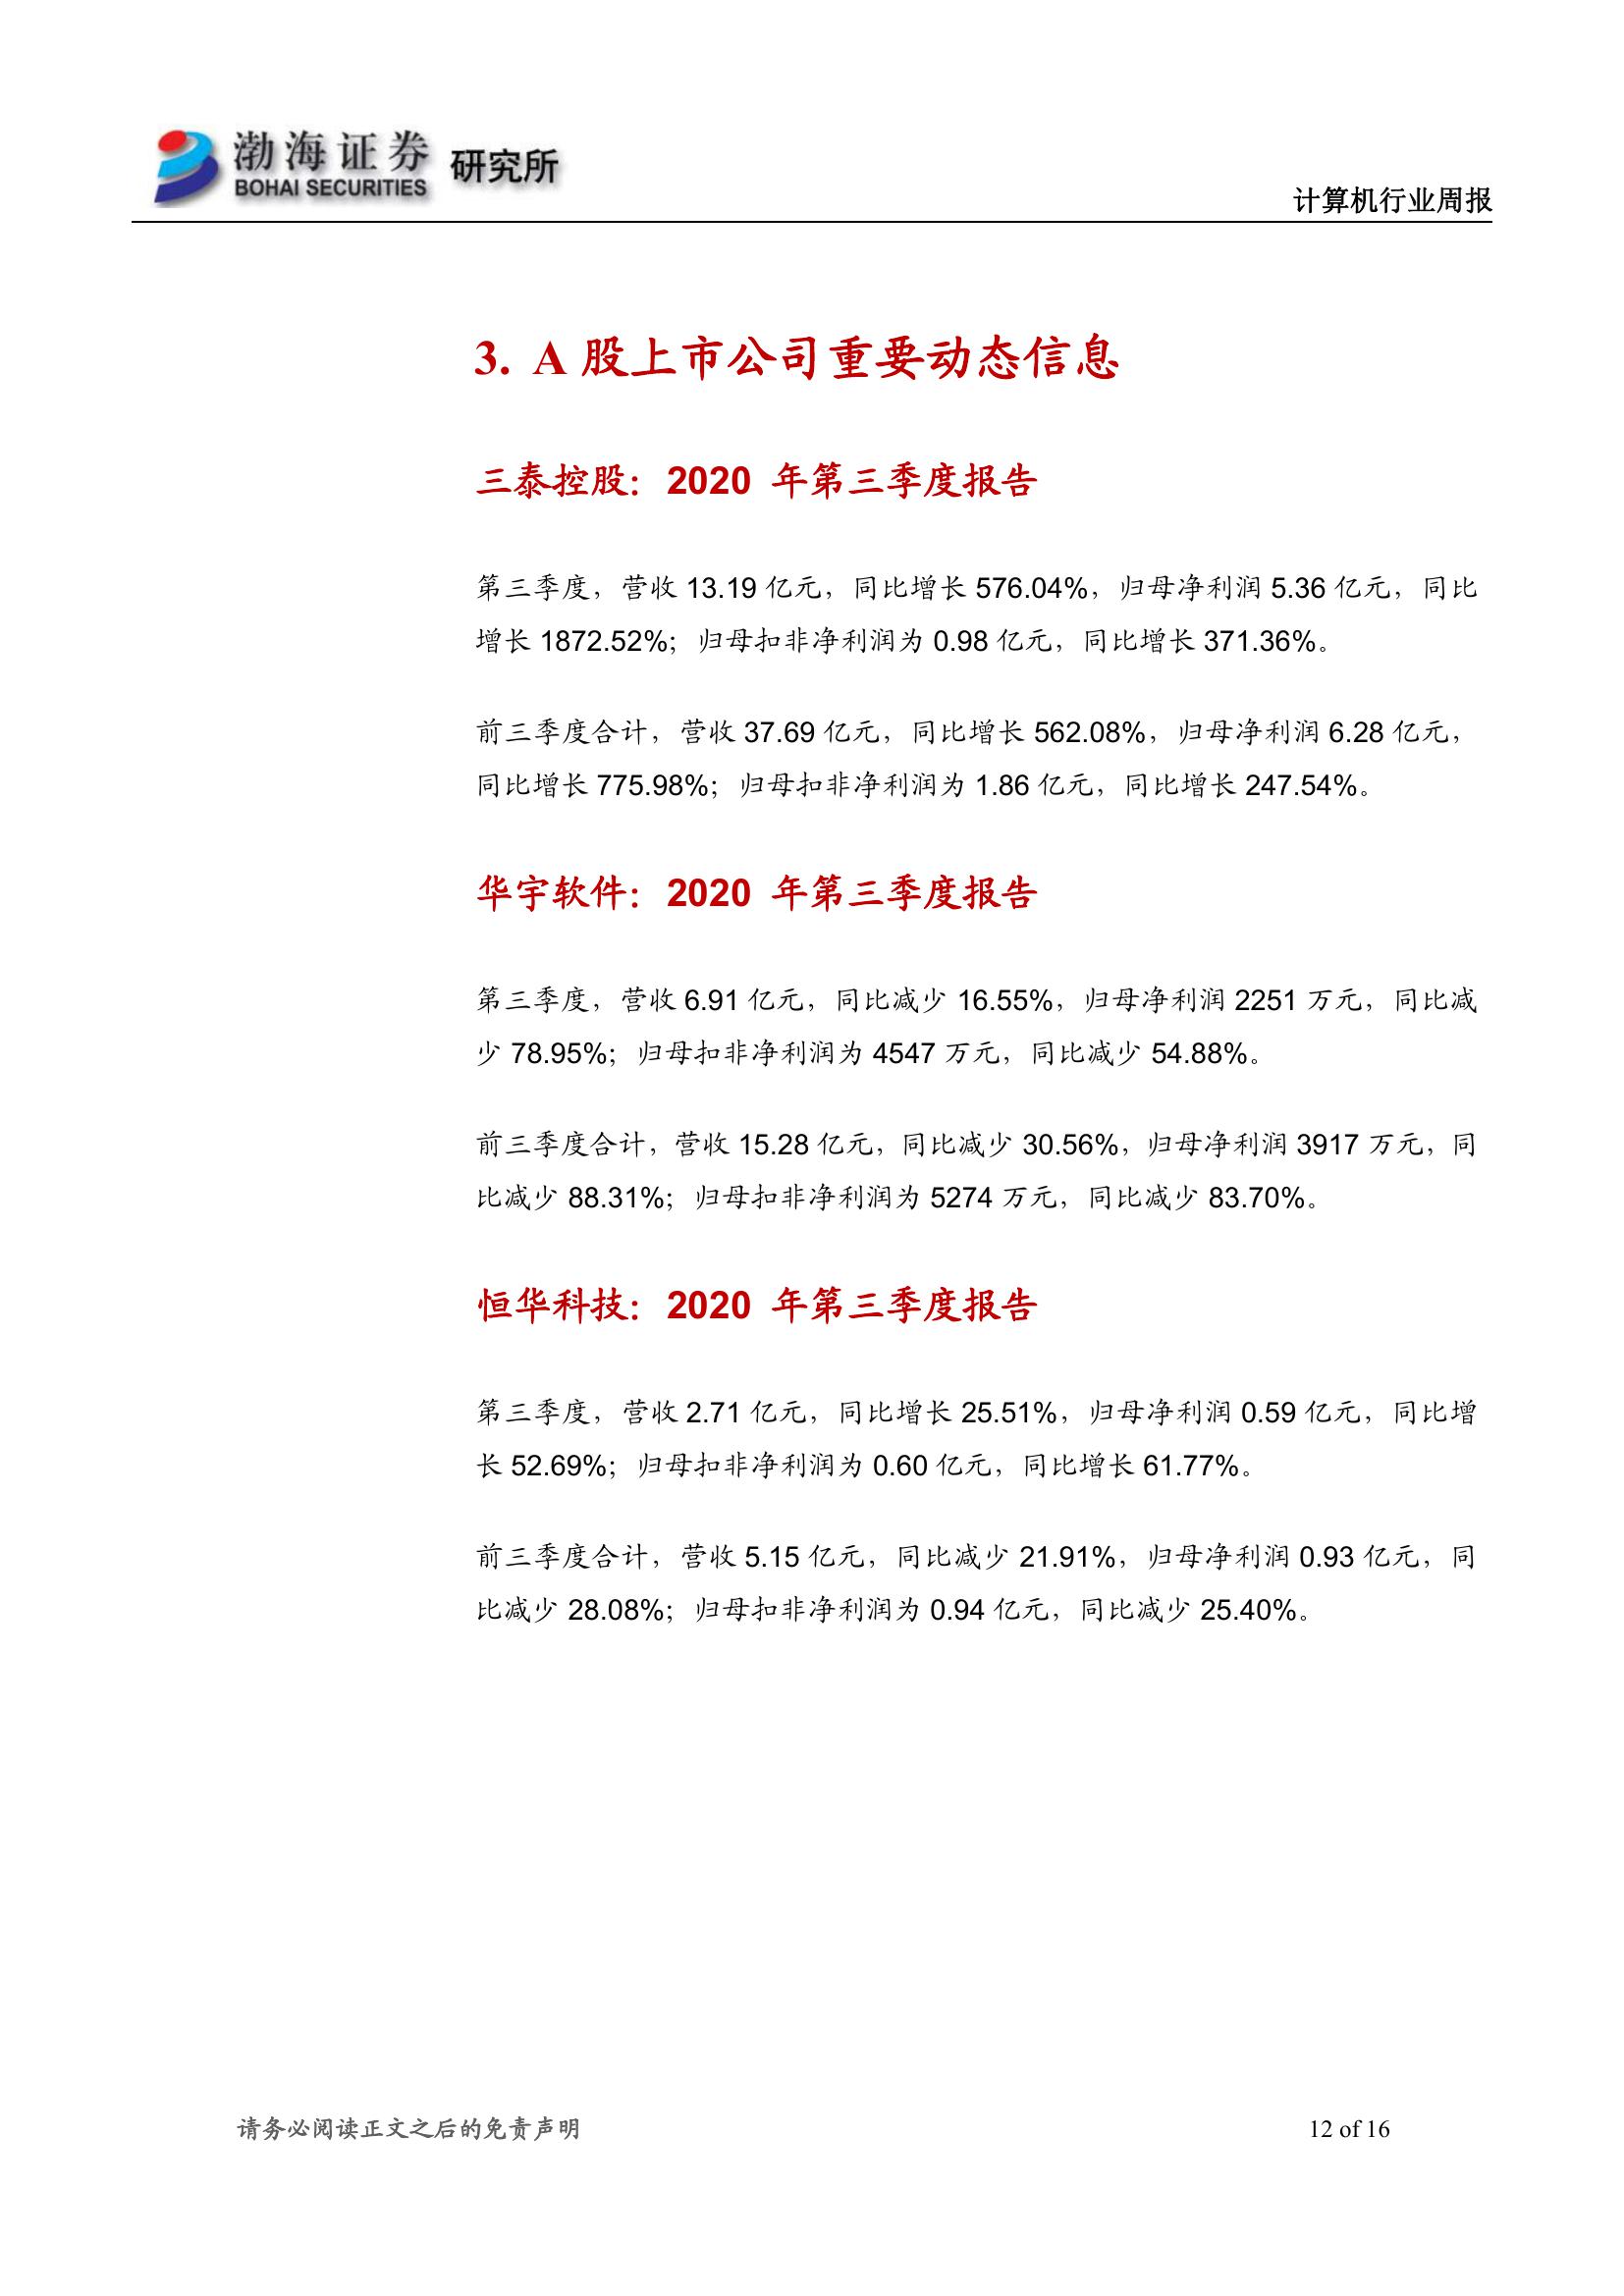 渤海证券
BOHAI SECURITIES
研究所
计算机行业周报
3. A 股上市公司重要动态信息
三泰控股：2020 年第三季度报告
第三季度，营收 13.19 亿元，同比增长 576.04%，归母净利润 5.36 亿元，同比
增长 1872.52%；归母扣非净利润为 0.98 亿元，同比增长 371.36%。
前三季度合计，营收 37.69 亿元，同比增长 562.08%，归母净利润 6.28 亿元，
同比增长 775.98%；归母扣非净利润为 1.86 亿元，同比增长 247.54%。
华宇软件：2020 年第三季度报告
第三季度，营收 6.91 亿元，同比减少 16.55%，归母净利润 2251 万元，同比减
少 78.95%；归母扣非净利润为 4547 万元，同比减少 54.88%。
前三季度合计，营收 15.28 亿元，同比减少 30.56%，归母净利润 3917 万元，同
比减少 88.31%；归母扣非净利润为 5274 万元，同比减少 83.70%。
恒华科技：2020 年第三季度报告
第三季度，营收 2.71 亿元，同比增长 25.51%，归母净利润 0.59 亿元，同比增
长 52.69%；归母扣非净利润为 0.60 亿元，同比增长 61.77%。
前三季度合计，营收 5.15 亿元，同比减少 21.91%，归母净利润 0.93 亿元，同
比减少 28.08%；归母扣非净利润为 0.94 亿元，同比减少 25.40%。
请务必阅读正文之后的免责声明
12 of 16